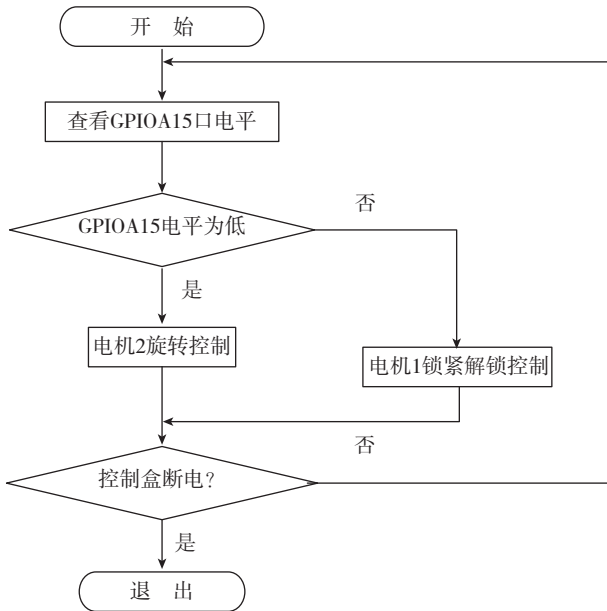 开 始
查看GPIOA15口电平
GPIOA15电平为低
否
是
电机2旋转控制
电机1锁紧解锁控制
否
控制盒断电？
是
退 出